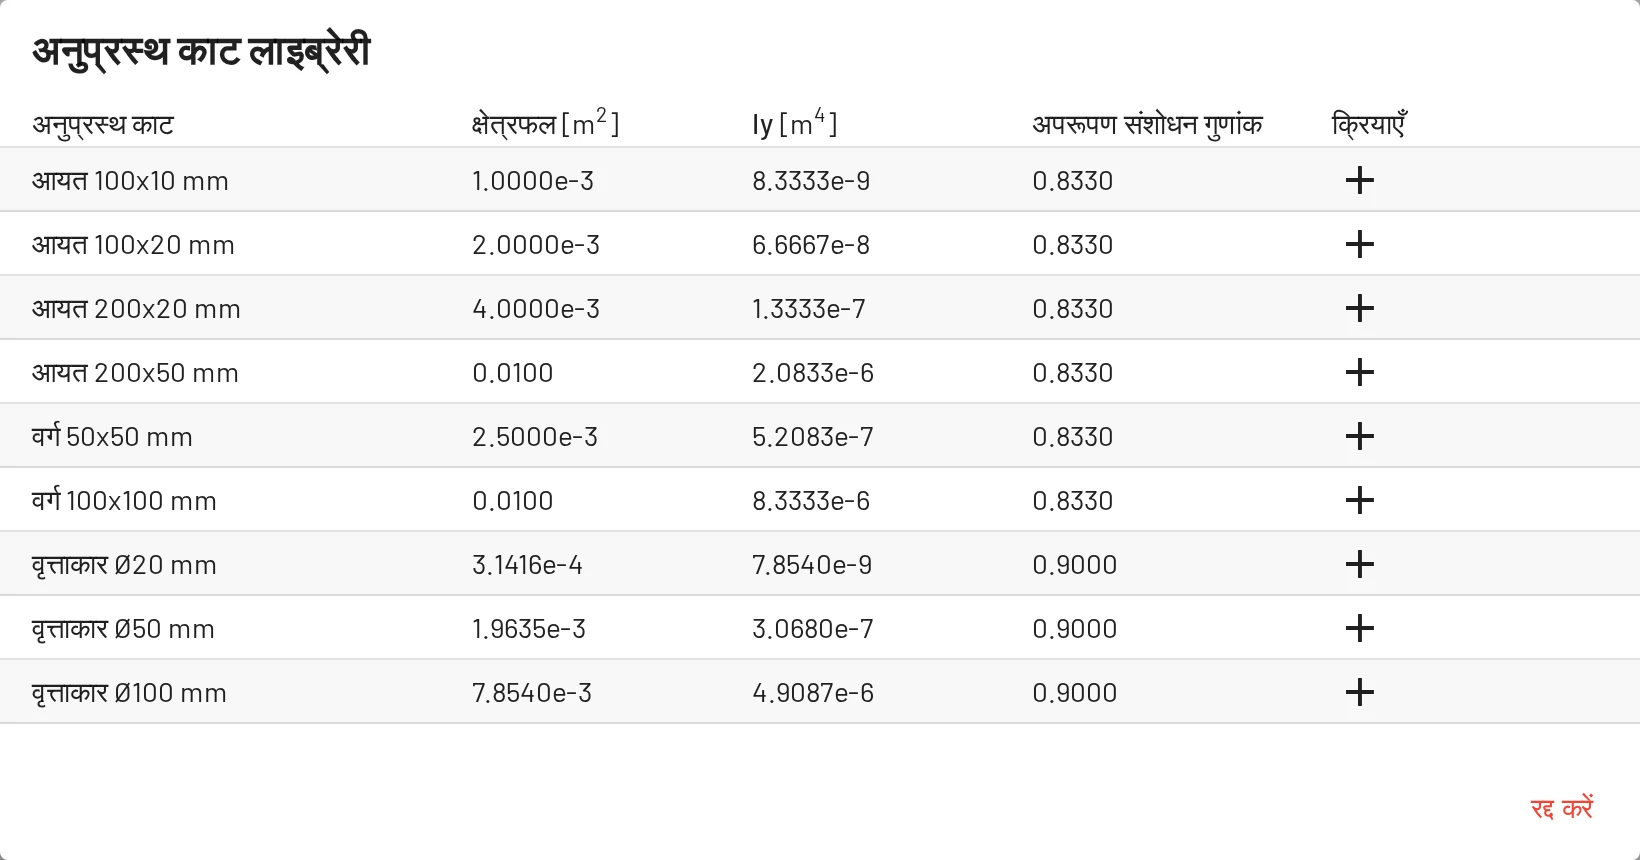 अनुप्रस्थ काट लाइब्रेरी
अनुप्रस्थ काट क्षेत्रफल [m²] Iy [m⁴] अपरूपण संशोधन गुणांक क्रियाएँ
आयत 100x10 mm 1.0000e-3 8.3333e-9 0.8330 +
आयत 100x20 mm 2.0000e-3 6.6667e-8 0.8330 +
आयत 200x20 mm 4.0000e-3 1.3333e-7 0.8330 +
आयत 200x50 mm 0.0100 2.0833e-6 0.8330 +
वर्ग 50x50 mm 2.5000e-3 5.2083e-7 0.8330 +
वर्ग 100x100 mm 0.0100 8.3333e-6 0.8330 +
वृत्ताकार Ø20 mm 3.1416e-4 7.8540e-9 0.9000 +
वृत्ताकार Ø50 mm 1.9635e-3 3.0680e-7 0.9000 +
वृत्ताकार Ø100 mm 7.8540e-3 4.9087e-6 0.9000 +
रद्द करें